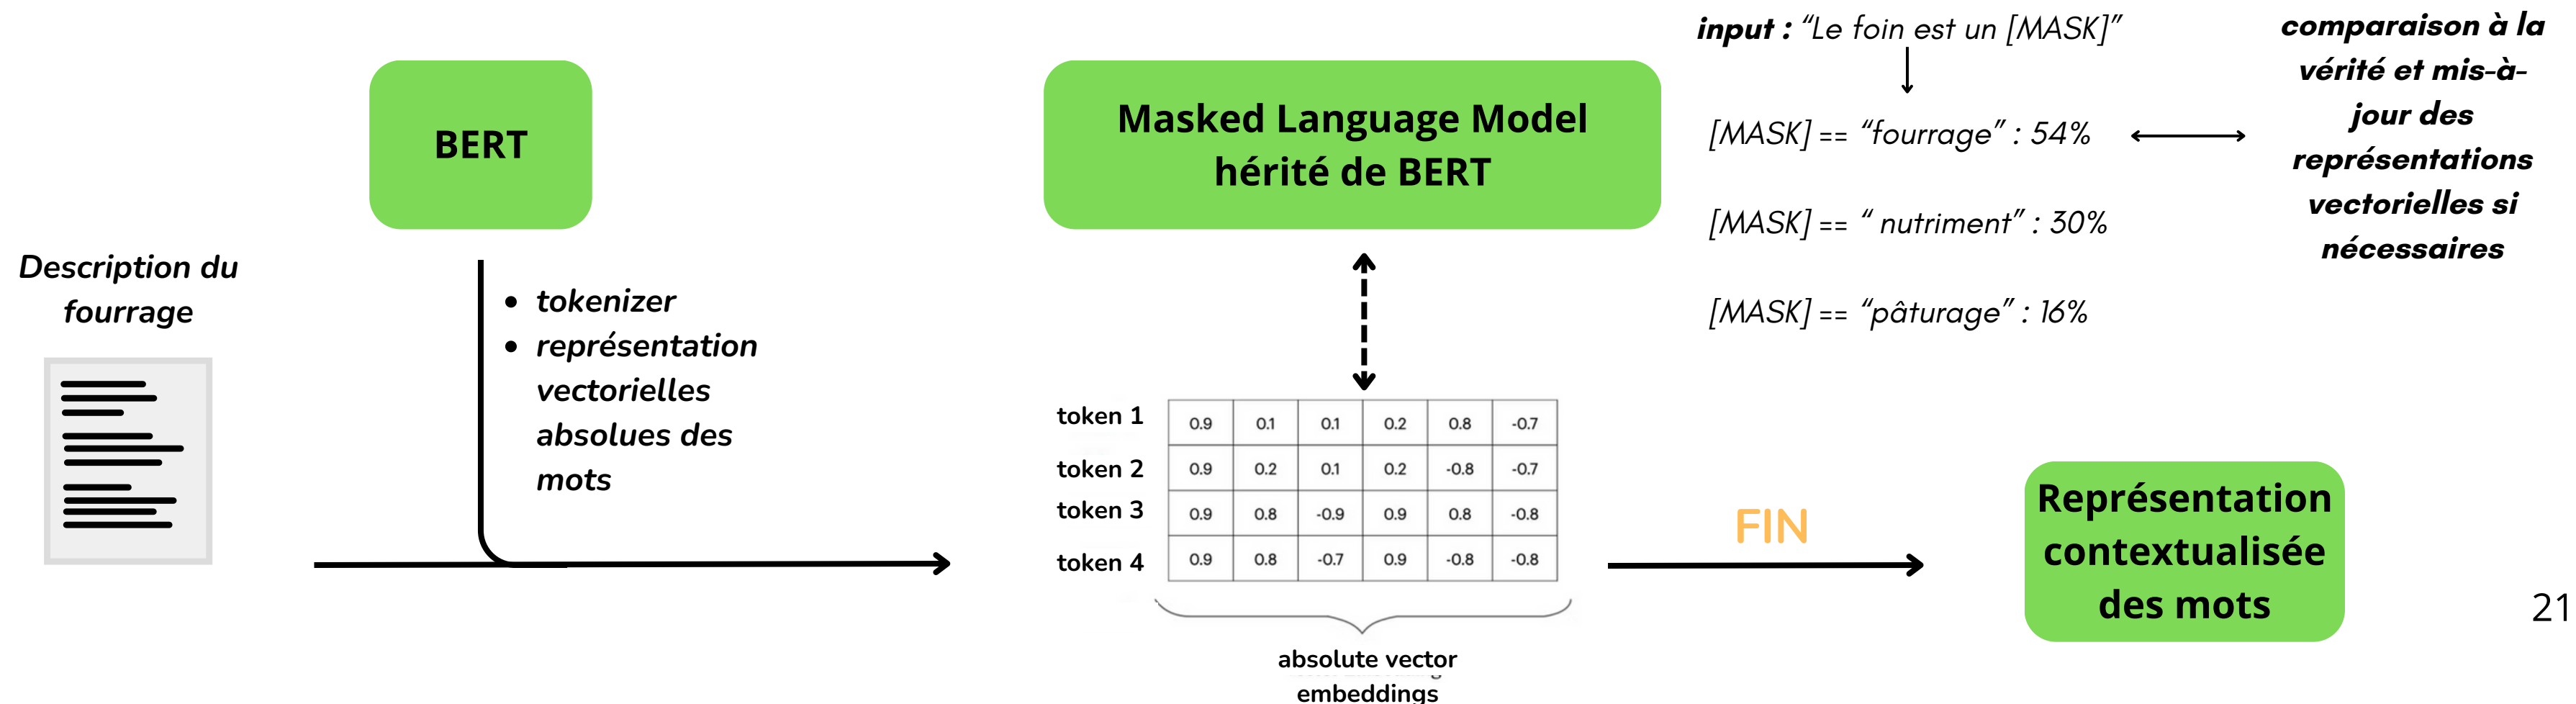 Description du
fourrage
BERT
• tokenizer
• représentation
vectorielles
absolues des
mots
Masked Language Model
hérité de BERT
input : “Le foin est un [MASK]”
[MASK] == “fourrage” : 54%
[MASK] == “ nutriment” : 30%
[MASK] == “pâturage” : 16%
comparaison à la
vérité et mis-à-
jour des
représentations
vectorielles si
nécessaires
token 1 0.9 0.1 0.1 0.2 0.8 -0.7
token 2 0.9 0.2 0.1 0.2 -0.8 -0.7
token 3 0.9 0.8 -0.9 0.9 0.8 -0.8
token 4 0.9 0.8 -0.7 0.9 -0.8 -0.8
absolute vector
embeddings
FIN
Représentation
contextualisée
des mots
21